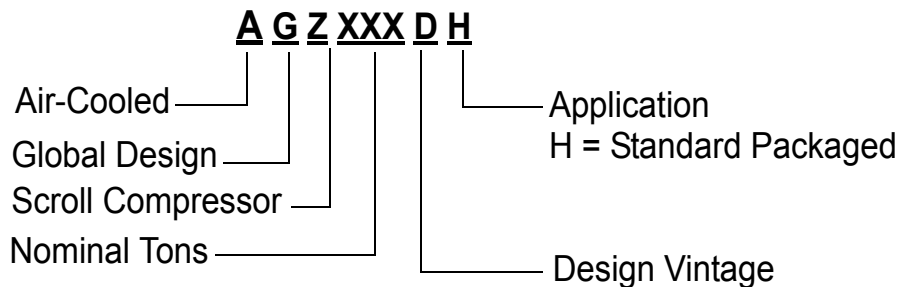 A G Z XXX D H
Air-Cooled
Global Design
Scroll Compressor
Nominal Tons
Application
H = Standard Packaged
Design Vintage